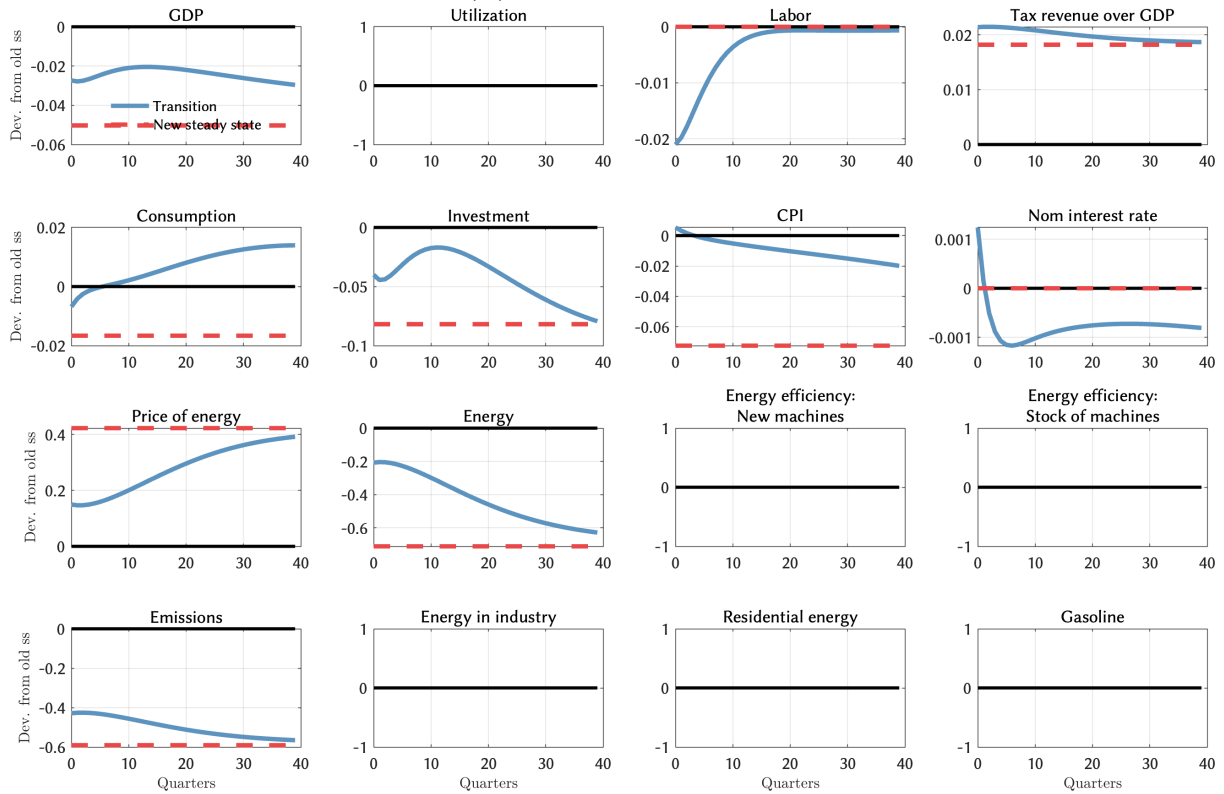 GDP
Utilization
Labor
Tax revenue over GDP
Dev. from old ss
0
-0.02
-0.04
-0.06
Transition
New steady state
0 10 20 30 40
1
0
-1
0 10 20 30 40
0
-0.01
-0.02
0 10 20 30 40
0.02
0.01
0
0 10 20 30 40
Consumption
Investment
CPI
Nom interest rate
Dev. from old ss
0.02
0
-0.02
0 10 20 30 40
0
-0.05
-0.1
0 10 20 30 40
0
-0.02
-0.04
-0.06
0 10 20 30 40
0.001
0
-0.001
0 10 20 30 40
Price of energy
Energy
Energy efficiency:
New machines
Energy efficiency:
Stock of machines
Dev. from old ss
0.4
0.2
0
0 10 20 30 40
0
-0.2
-0.4
-0.6
0 10 20 30 40
1
0
-1
0 10 20 30 40
1
0
-1
0 10 20 30 40
Emissions
Energy in industry
Residential energy
Gasoline
Dev. from old ss
0
-0.2
-0.4
-0.6
0 10 20 30 40
Quarters
1
0
-1
0 10 20 30 40
Quarters
1
0
-1
0 10 20 30 40
Quarters
1
0
-1
0 10 20 30 40
Quarters